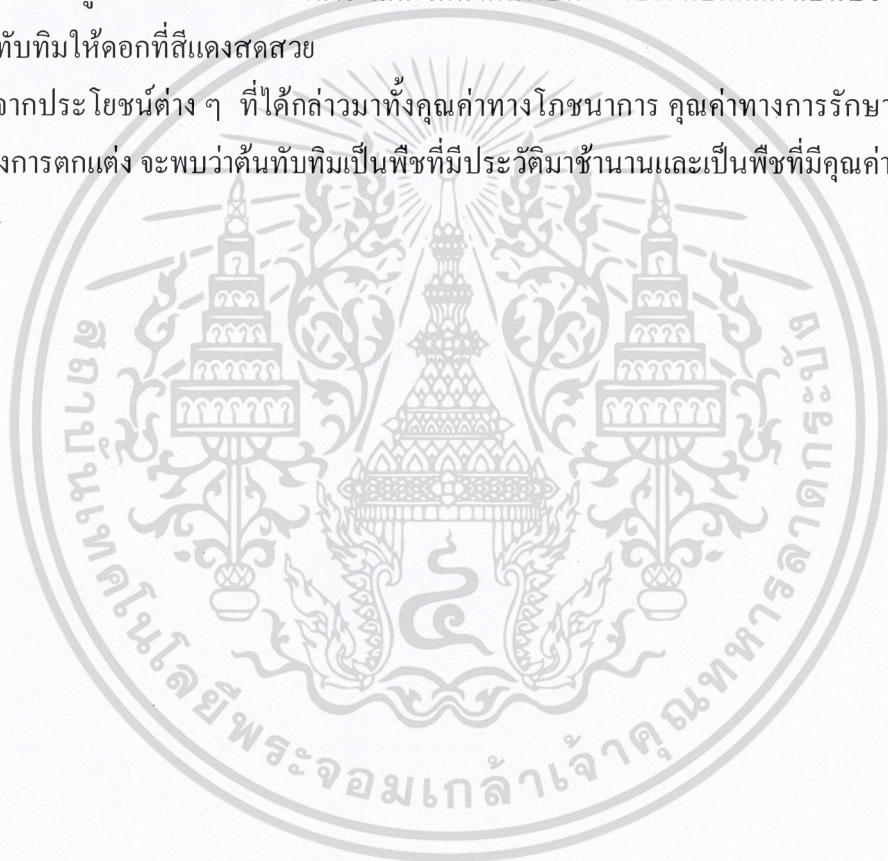 ทับทิมให้ดอกที่สีแดงสดสวย
จากประโยชน์ต่าง ๆ ที่ได้กล่าวมาทั้งคุณค่าทางโภชนาการ คุณค่าทางการรักษา
งการตกแต่ง จะพบว่าต้นทับทิมเป็นพืชที่มีประวัติมาช้านานและเป็นพืชที่มีคุณค่า
สถาบันเทคโนโลยีพระจอมเกล้าเจ้าคุณทหารลาดกระบัง
๔